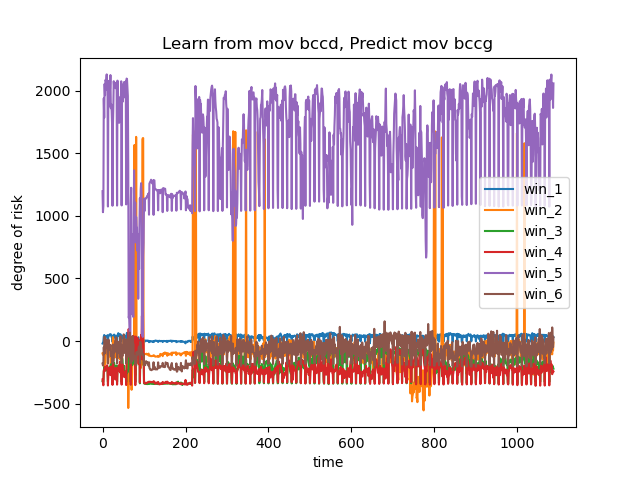 Learn from mov bccd, Predict mov bccg
degree of risk
2000
1500
1000
500
0
−500
win_1
win_2
win_3
win_4
win_5
win_6
0 200 400 600 800 1000
time